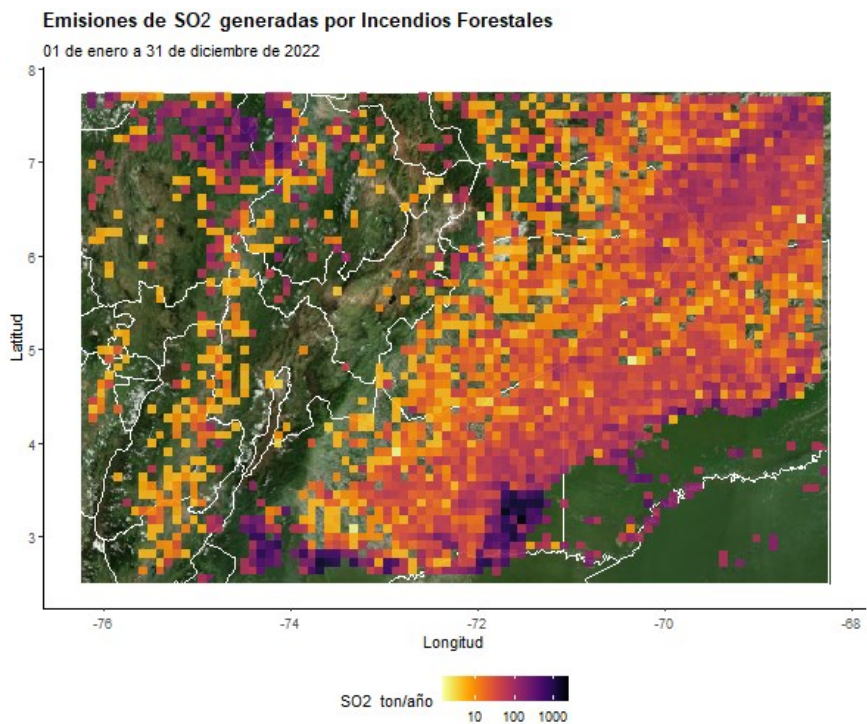 Emisiones de SO2 generadas por Incendios Forestales
01 de enero a 31 de diciembre de 2022
8
7
6
5
4
3
Latitud
-76
-74
-72
-70
-68
Longitud
SO2 ton/año
10
100
1000